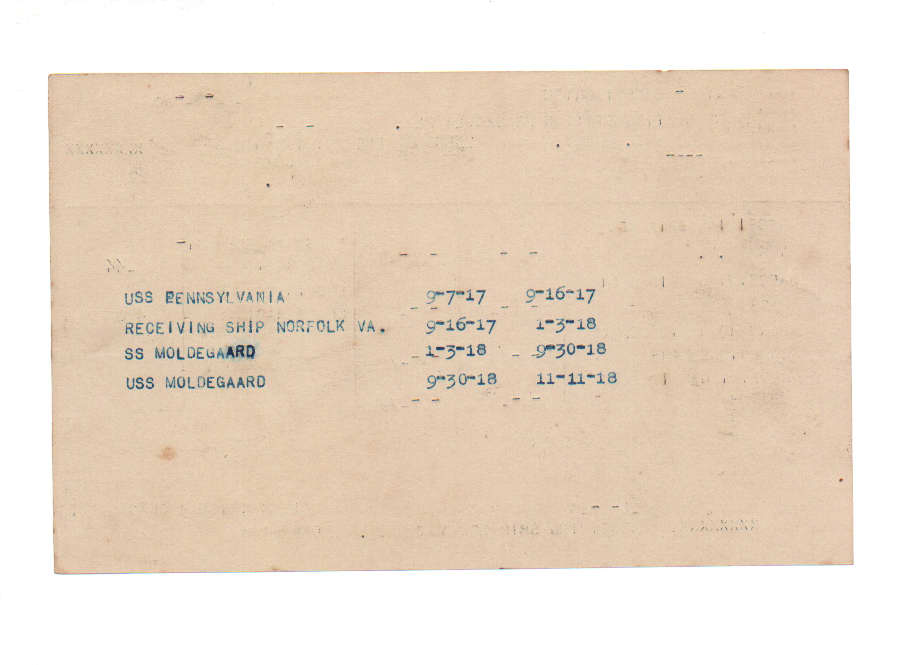 USS PENNSYLVANIA 9-7-17 9-16-17
RECEIVING SHIP NORFOLK VA. 9-16-17 1-3-18
SS MOLDEGAARD 1-3-18 9-30-18
USS MOLDEGAARD 9-30-18 11-11-18